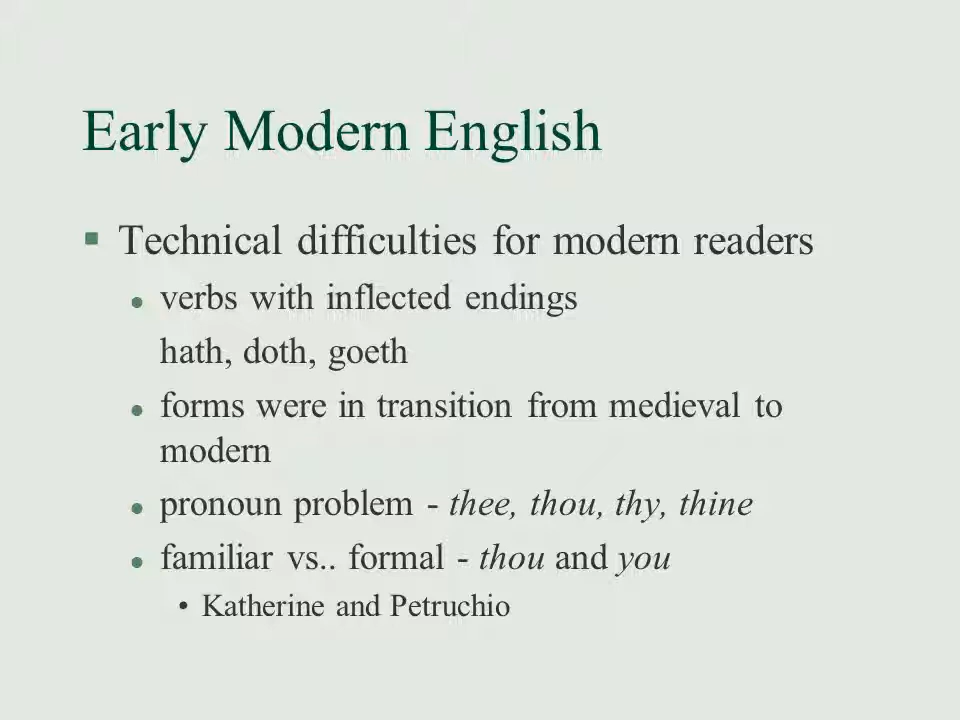 Early Modern English
Technical difficulties for modern readers
verbs with inflected endings
hath, doth, goeth
forms were in transition from medieval to
modern
pronoun problem - thee, thou, thy, thine
familiar vs.. formal - thou and you
• Katherine and Petruchio